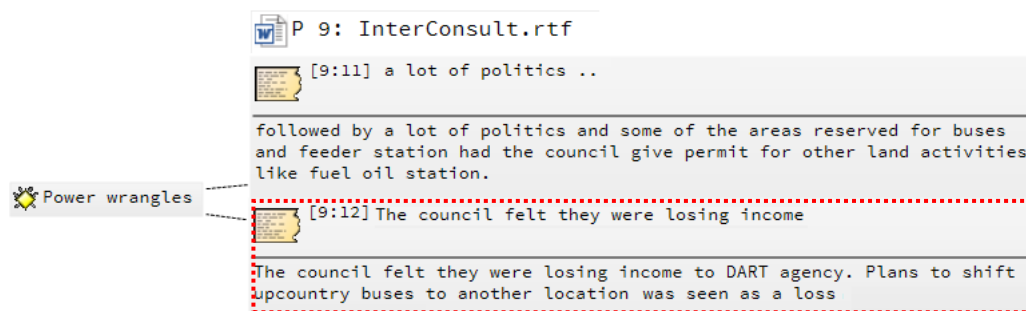 P 9: InterConsult.rtf
[9:11] a lot of politics ..
followed by a lot of politics and some of the areas reserved for buses
and feeder station had the council give permit for other land activities
like fuel oil station.
Power wrangles
[9:12] The council felt they were losing income
The council felt they were losing income to DART agency. Plans to shift
upcountry buses to another location was seen as a loss